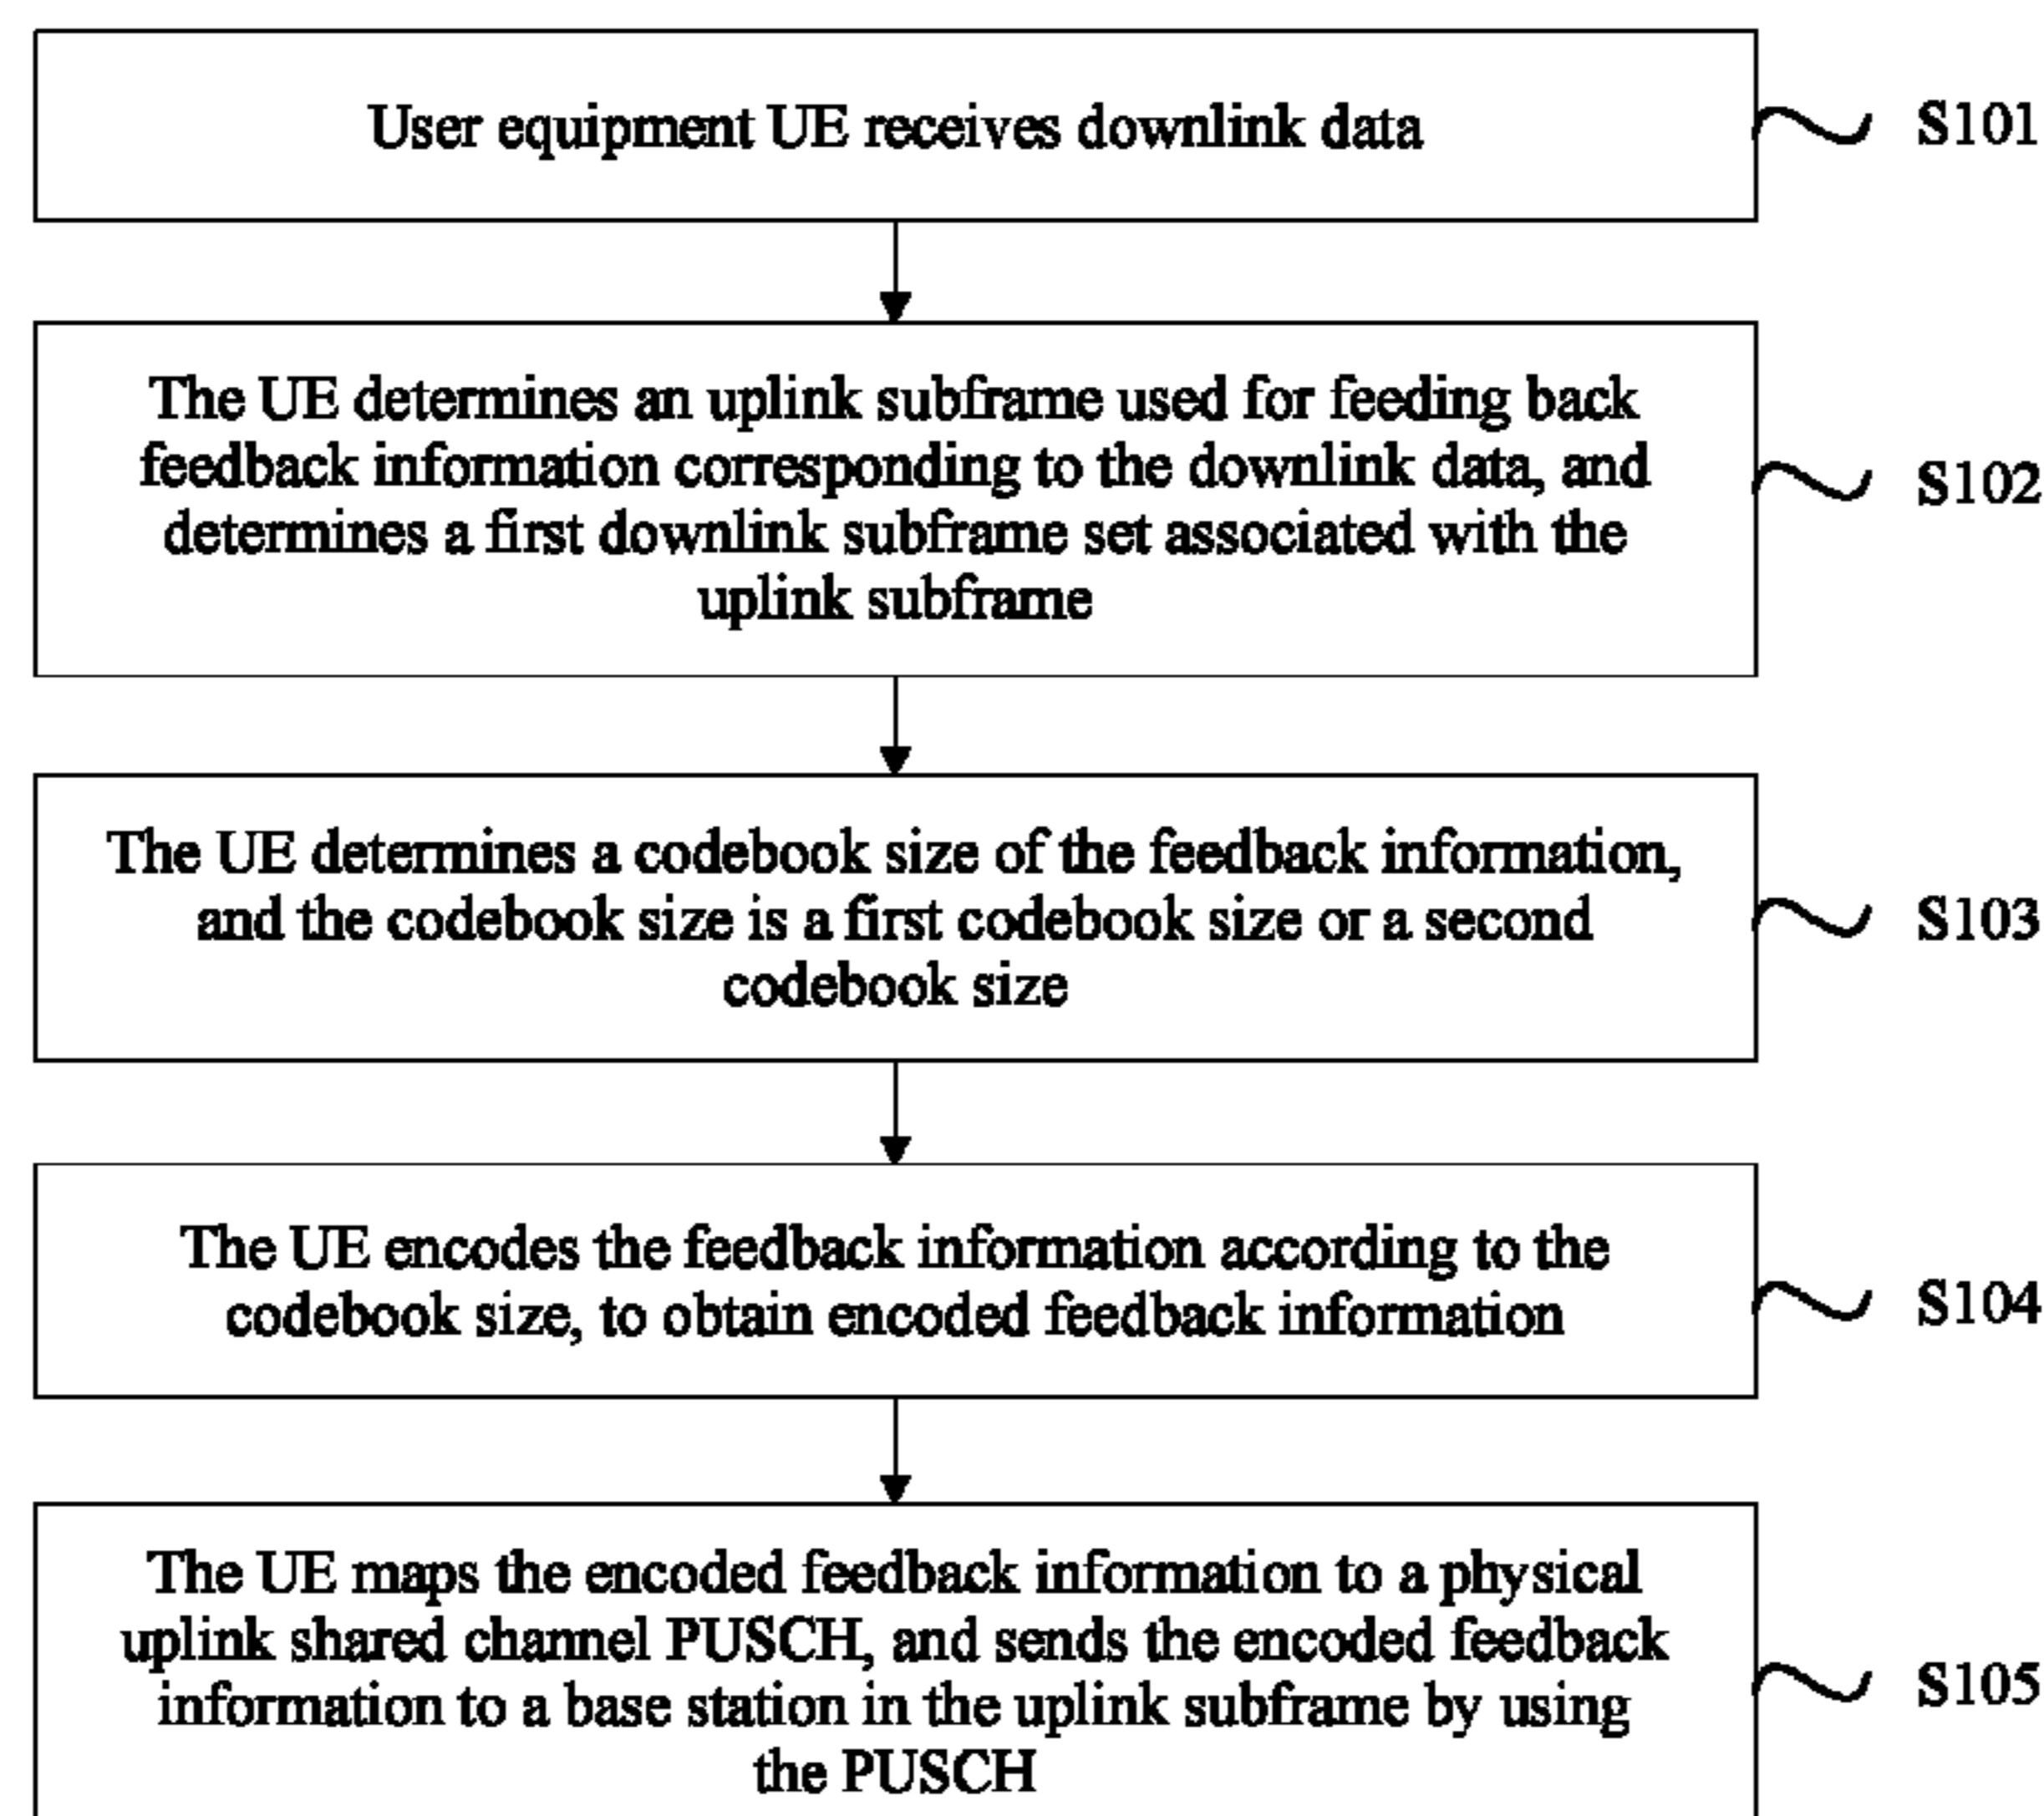 User equipment UE receives downlink data
S101
The UE determines an uplink subframe used for feeding back
feedback information corresponding to the downlink data, and
determines a first downlink subframe set associated with the
uplink subframe
S102
The UE determines a codebook size of the feedback information,
and the codebook size is a first codebook size or a second
codebook size
S103
The UE encodes the feedback information according to the
codebook size, to obtain encoded feedback information
S104
The UE maps the encoded feedback information to a physical
uplink shared channel PUSCH, and sends the encoded feedback
information to a base station in the uplink subframe by using
the PUSCH
S105